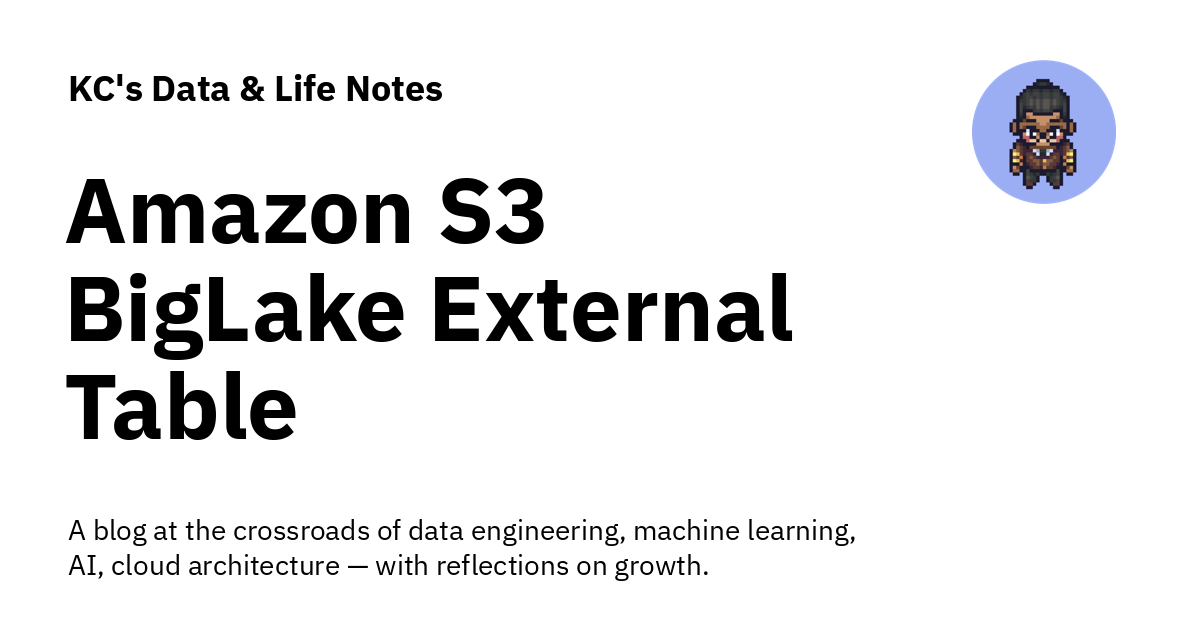 KC's Data & Life Notes
Amazon S3
BigLake External
Table
A blog at the crossroads of data engineering, machine learning,
AI, cloud architecture — with reflections on growth.